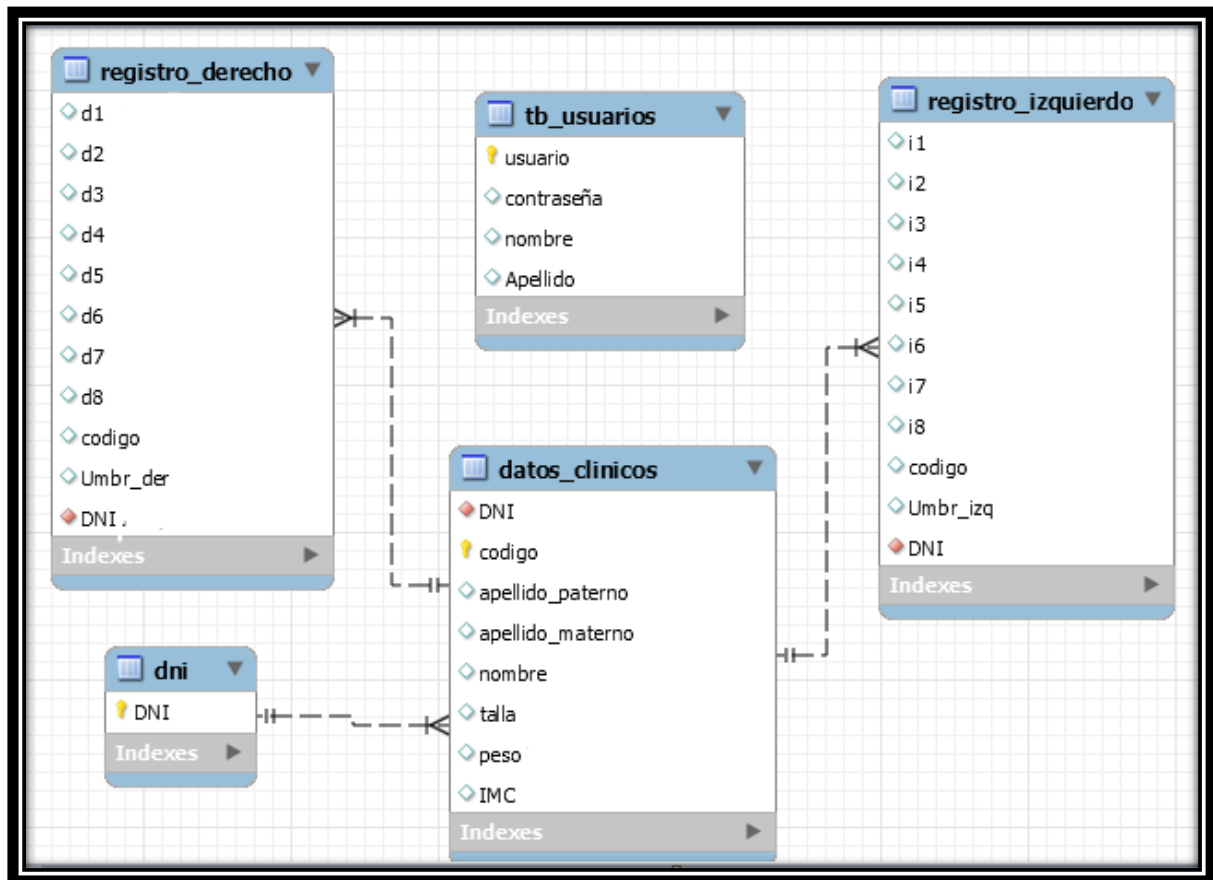 registro_derecho
d1
d2
d3
d4
d5
d6
d7
d8
codigo
Umbr_der
DNI
Indexes
tb_usuarios
usuario
contraseña
nombre
Apellido
Indexes
registro_izquierdo
i1
i2
i3
i4
i5
i6
i7
i8
codigo
Umbr_izq
DNI
Indexes
datos_clinicos
DNI
codigo
apellido_paterno
apellido_materno
nombre
talla
peso
IMC
Indexes
dni
DNI
Indexes